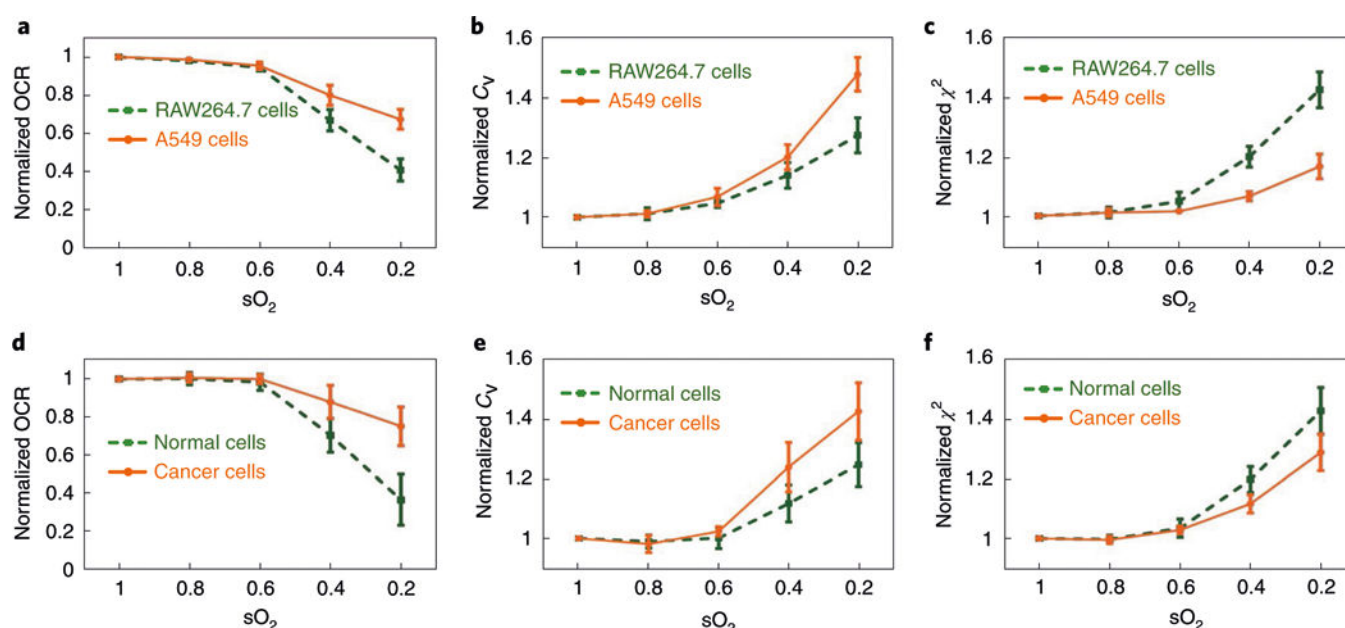 a
Normalized OCR
1
0.8
0.6
0.4
0.2
0
RAW264.7 cells
A549 cells
1 0.8 0.6 0.4 0.2
sO₂
b
Normalized Cᵥ
1.6
1.4
1.2
1
RAW264.7 cells
A549 cells
1 0.8 0.6 0.4 0.2
sO₂
c
Normalized χ²
1.6
1.4
1.2
1
RAW264.7 cells
A549 cells
1 0.8 0.6 0.4 0.2
sO₂
d
Normalized OCR
1
0.8
0.6
0.4
0.2
0
Normal cells
Cancer cells
1 0.8 0.6 0.4 0.2
sO₂
e
Normalized Cᵥ
1.6
1.4
1.2
1
Normal cells
Cancer cells
1 0.8 0.6 0.4 0.2
sO₂
f
Normalized χ²
1.6
1.4
1.2
1
Normal cells
Cancer cells
1 0.8 0.6 0.4 0.2
sO₂